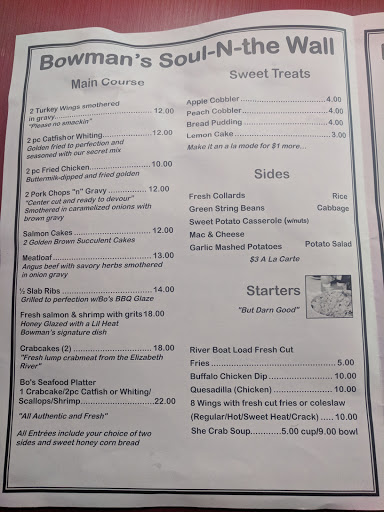 Bowman's Soul-N-the Wall
Main Course
2 Turkey Wings smothered
in gravy.......................... 12.00
"Please no smackin"
2 pc Catfishor Whiting............... 12.00
Golden fried to perfection and
seasoned with our secret mix
2 pc Fried Chicken.................. 10.00
Buttermilk-dipped and fried golden
2 Pork Chops "n" Gravy ............. 12.00
"Center cut and ready to devour"
Smothered in caramelized onions with
brown gravy
Salmon Cakes ........................ 12.00
2 Golden Brown Succulent Cakes
Meatloaf............................. 13.00
Angus beef with savory herbs smothered
in onion gravy
½ Slab Ribs ......................... 14.00
Grilled to perfection w/Bo's BBQ Glaze
Fresh salmon & shrimp with grits18.00
Honey Glazed with a Lil Heat
Bowman's signature dish
Crabcakes (2) ........................ 18.00
"Fresh lump crabmeat from the Elizabeth
River"
Bo's Seafood Platter
1 Crabcake/2pc Catfish or Whiting/
Scallops/Shrimp.....................22.00
"All Authentic and Fresh"
All Entrées include your choice of two
sides and sweet honey corn bread
Sweet Treats
Apple Cobbler........................ 4.00
Peach Cobbler ....................... 4.00
Bread Pudding ....................... 4.00
Lemon Cake .......................... 3.00
Make it an a la mode for $1 more...
Sides
Fresh Collards Rice
Green String Beans Cabbage
Sweet Potato Casserole (w/nuts)
Mac & Cheese
Garlic Mashed Potatoes Potato Salad
$3 A La Carte
Starters
"But Darn Good"
River Boat Load Fresh Cut
Fries ................................ 5.00
Buffalo Chicken Dip .................. 10.00
Quesadilla (Chicken) ................. 10.00
8 Wings with fresh cut fries or coleslaw
(Regular/Hot/Sweet Heat/Crack) ..... 10.00
She Crab Soup...........5.00 cup/9.00 bowl